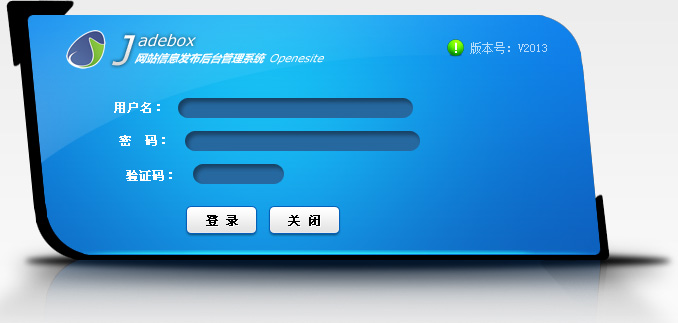 Jadebox
网站信息发布后台管理系统 Openesite
版本号：V2013
用户名：
密 码：
验证码：
登 录 关 闭